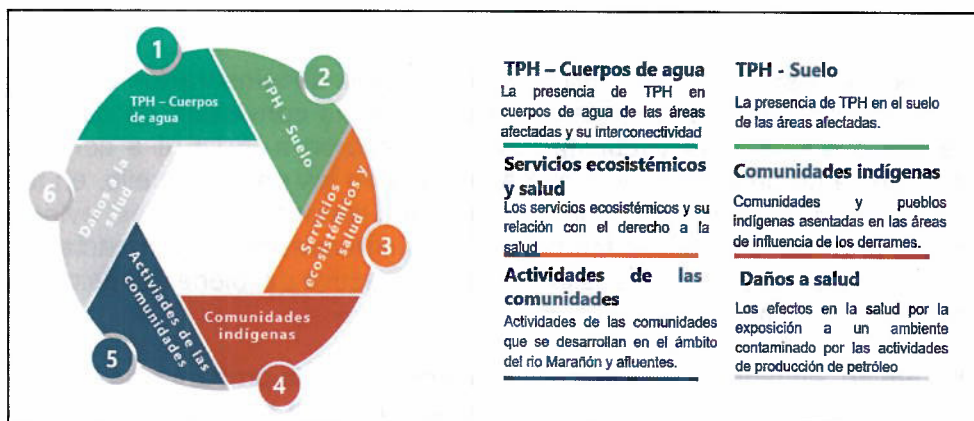 1
TPH – Cuerpos
de agua
2
TPH - Suelo
3
Servicios
ecosistémicos y
salud
4
Comunidades
indígenas
5
Activiades de las
comunidades
6
Daños a la
salud
TPH – Cuerpos de agua
La presencia de TPH en
cuerpos de agua de las áreas
afectadas y su interconectividad
TPH - Suelo
La presencia de TPH en el suelo
de las áreas afectadas.
Servicios ecosistémicos
y salud
Los servicios ecosistémicos y su
relación con el derecho a la
salud
Comunidades indígenas
Comunidades y pueblos
indígenas asentadas en las áreas
de influencia de los derrames.
Actividades de las
comunidades
Actividades de las comunidades
que se desarrollan en el ámbito
del rio Marañón y afluentes.
Daños a salud
Los efectos en la salud por la
exposición a un ambiente
contaminado por las actividades
de producción de petróleo